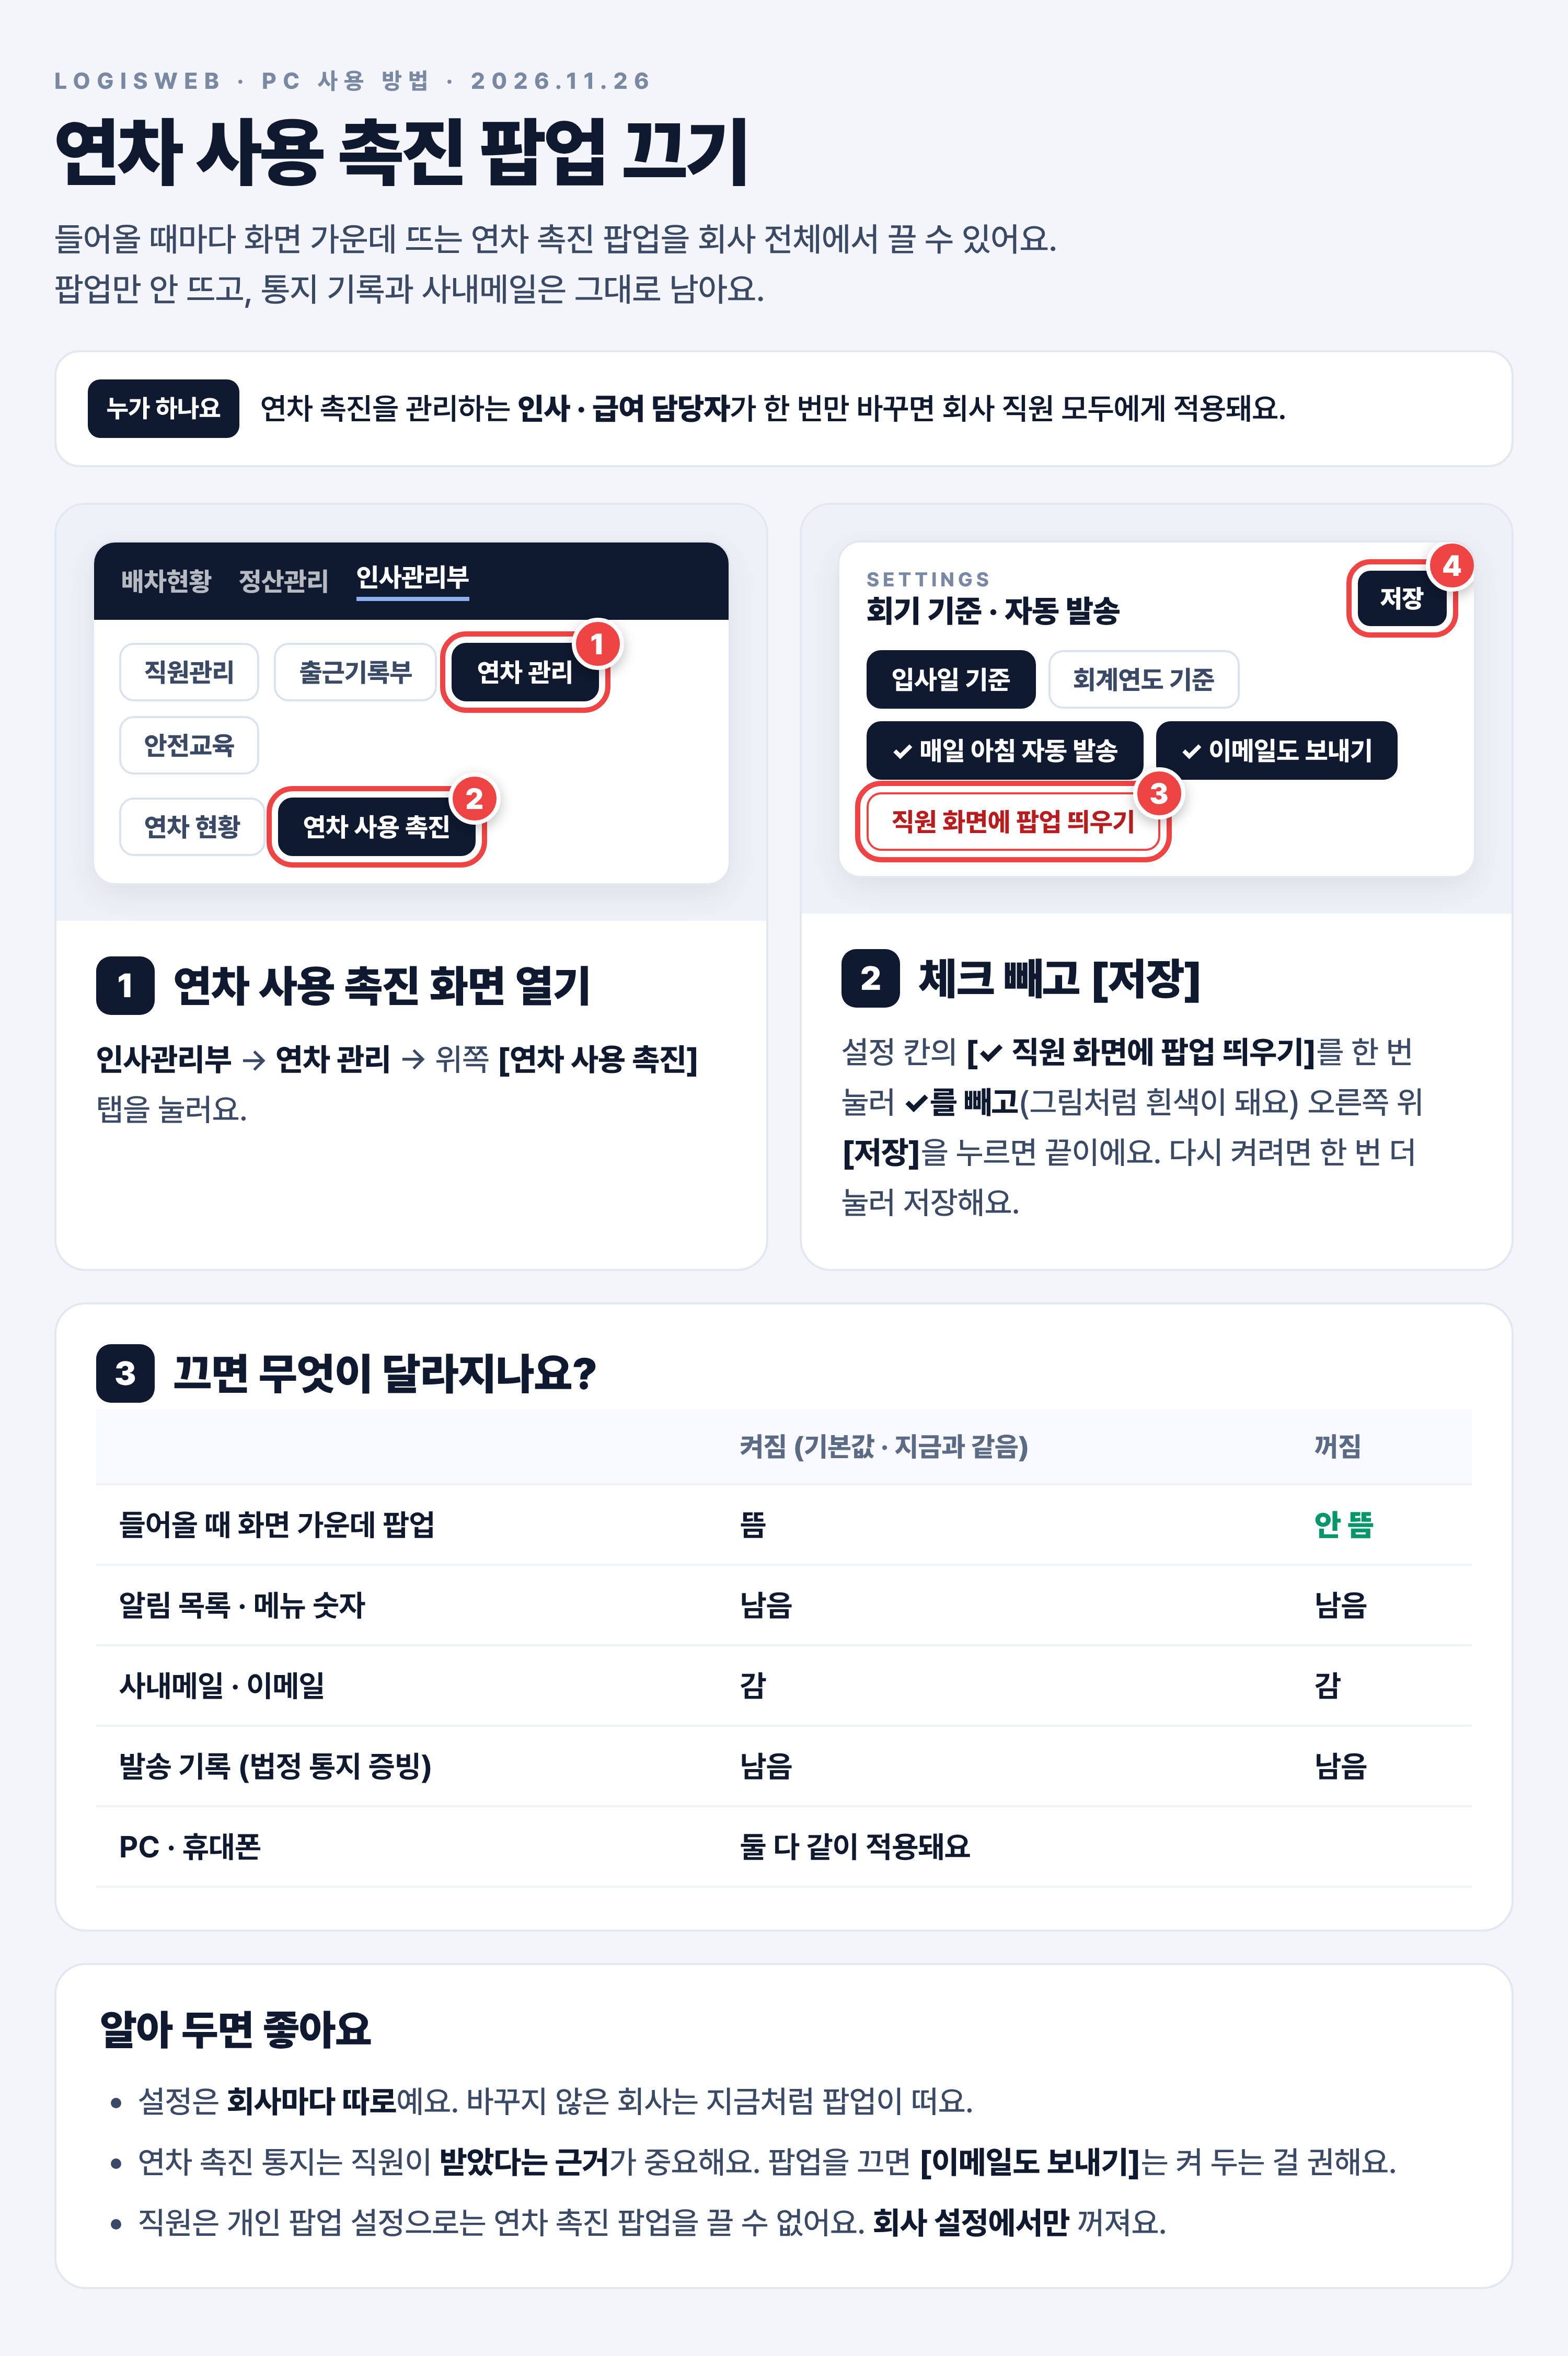 LOGISWEB · PC 사용 방법 · 2026.11.26
연차 사용 촉진 팝업 끄기
들어올 때마다 화면 가운데 뜨는 연차 촉진 팝업을 회사 전체에서 끌 수 있어요.
팝업만 안 뜨고, 통지 기록과 사내메일은 그대로 남아요.
누가 하나요 연차 촉진을 관리하는 인사 · 급여 담당자가 한 번만 바꾸면 회사 직원 모두에게 적용돼요.
배차현황 정산관리 인사관리부
직원관리 출근기록부 연차 관리 1
안전교육
연차 현황 연차 사용 촉진 2
1 연차 사용 촉진 화면 열기
인사관리부 → 연차 관리 → 위쪽 [연차 사용 촉진]
탭을 눌러요.
SETTINGS
회기 기준 · 자동 발송
저장 4
입사일 기준 회계연도 기준
✓ 매일 아침 자동 발송 ✓ 이메일도 보내기
직원 화면에 팝업 띄우기 3
2 체크 빼고 [저장]
설정 칸의 [✓ 직원 화면에 팝업 띄우기]를 한 번
눌러 ✓를 빼고(그림처럼 흰색이 돼요) 오른쪽 위
[저장]을 누르면 끝이에요. 다시 켜려면 한 번 더
눌러 저장해요.
3 끄면 무엇이 달라지나요?
켜짐 (기본값 · 지금과 같음) 꺼짐
들어올 때 화면 가운데 팝업 뜸 안 뜸
알림 목록 · 메뉴 숫자 남음 남음
사내메일 · 이메일 감 감
발송 기록 (법정 통지 증빙) 남음 남음
PC · 휴대폰 둘 다 같이 적용돼요
알아 두면 좋아요
• 설정은 회사마다 따로예요. 바꾸지 않은 회사는 지금처럼 팝업이 떠요.
• 연차 촉진 통지는 직원이 받았다는 근거가 중요해요. 팝업을 끄면 [이메일도 보내기]는 켜 두는 걸 권해요.
• 직원은 개인 팝업 설정으로는 연차 촉진 팝업을 끌 수 없어요. 회사 설정에서만 꺼져요.